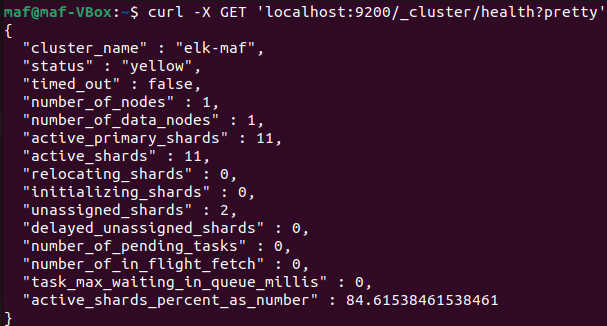 maf@maf-VBox:~$ curl -X GET 'localhost:9200/_cluster/health?pretty'
{
  "cluster_name" : "elk-maf",
  "status" : "yellow",
  "timed_out" : false,
  "number_of_nodes" : 1,
  "number_of_data_nodes" : 1,
  "active_primary_shards" : 11,
  "active_shards" : 11,
  "relocating_shards" : 0,
  "initializing_shards" : 0,
  "unassigned_shards" : 2,
  "delayed_unassigned_shards" : 0,
  "number_of_pending_tasks" : 0,
  "number_of_in_flight_fetch" : 0,
  "task_max_waiting_in_queue_millis" : 0,
  "active_shards_percent_as_number" : 84.61538461538461
}